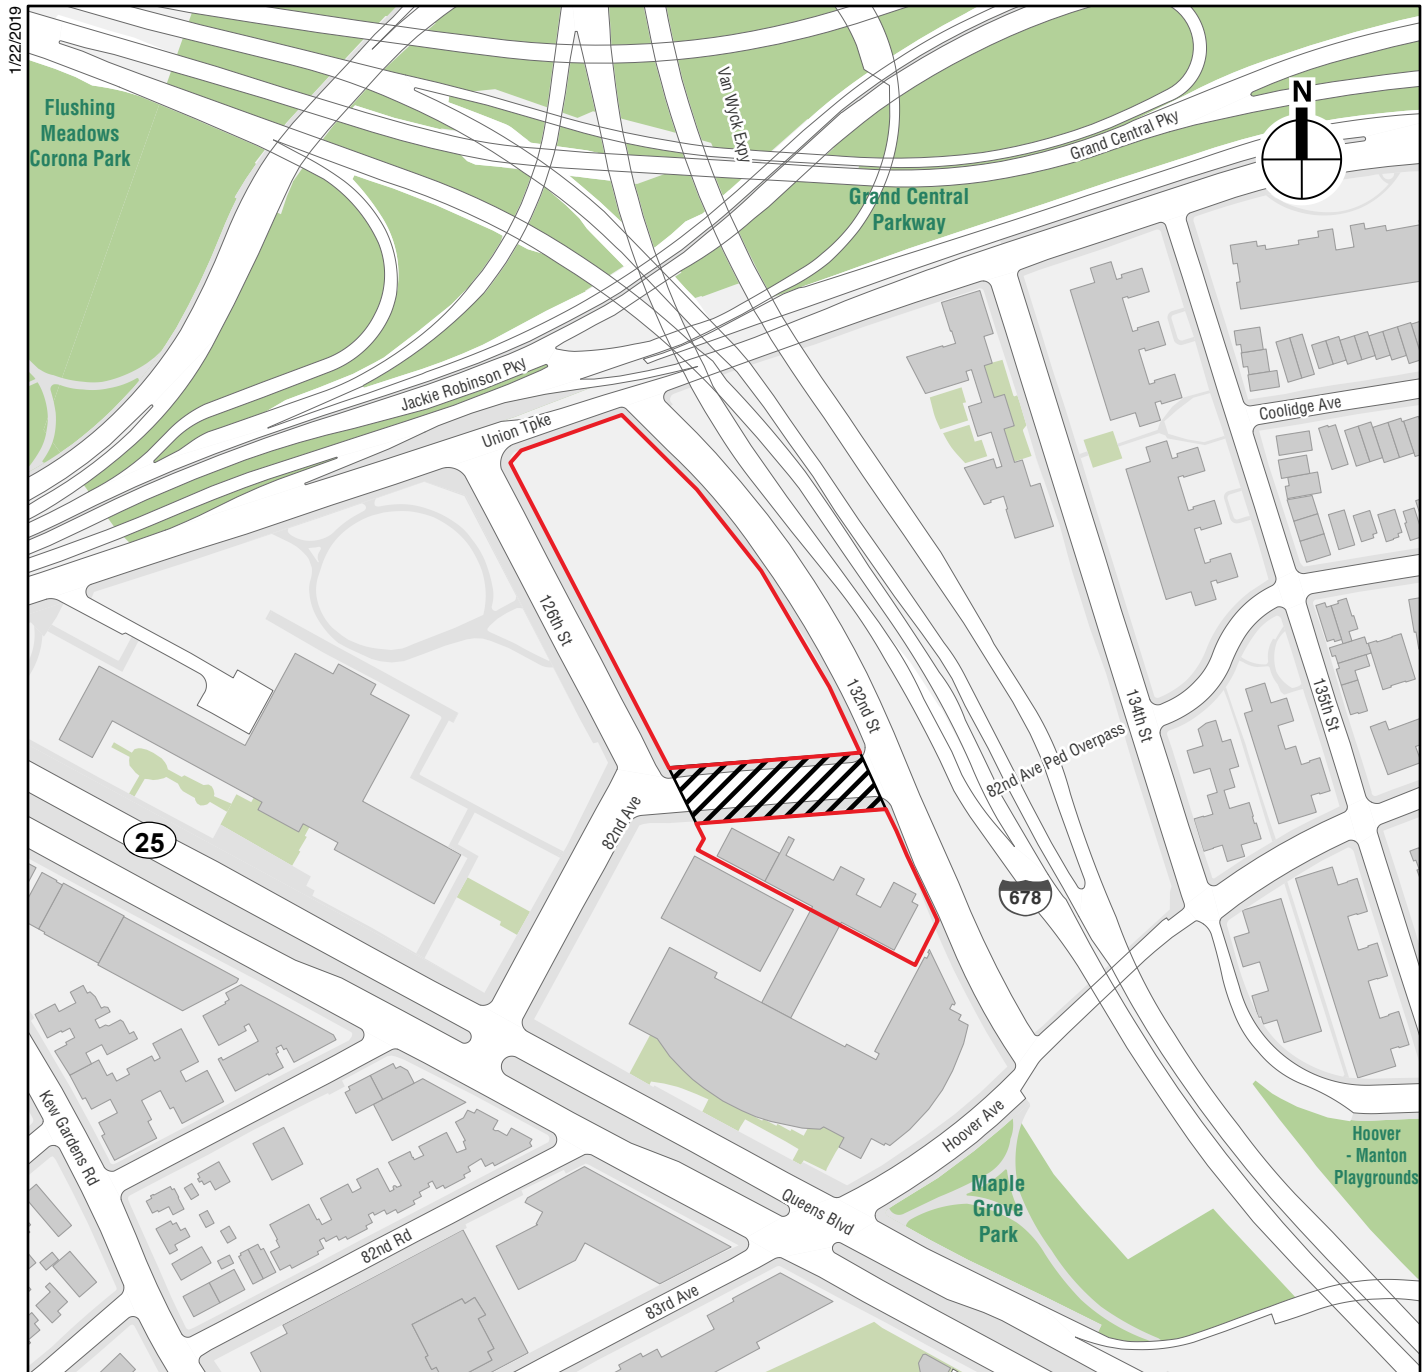 1/22/2019
Flushing
Meadows
Corona Park
Van Wyck Expy
N
Grand Central Pky
Grand Central
Parkway
Jackie Robinson Pky
Union Tpke
Coolidge Ave
126th St
132nd St
134th St
135th St
82nd Ave Ped Overpass
82nd Ave
25
678
Kew Gardens Rd
Hoover Ave
Hoover
- Manton
Playgrounds
Maple
Grove
Park
Queens Blvd
82nd Rd
83rd Ave